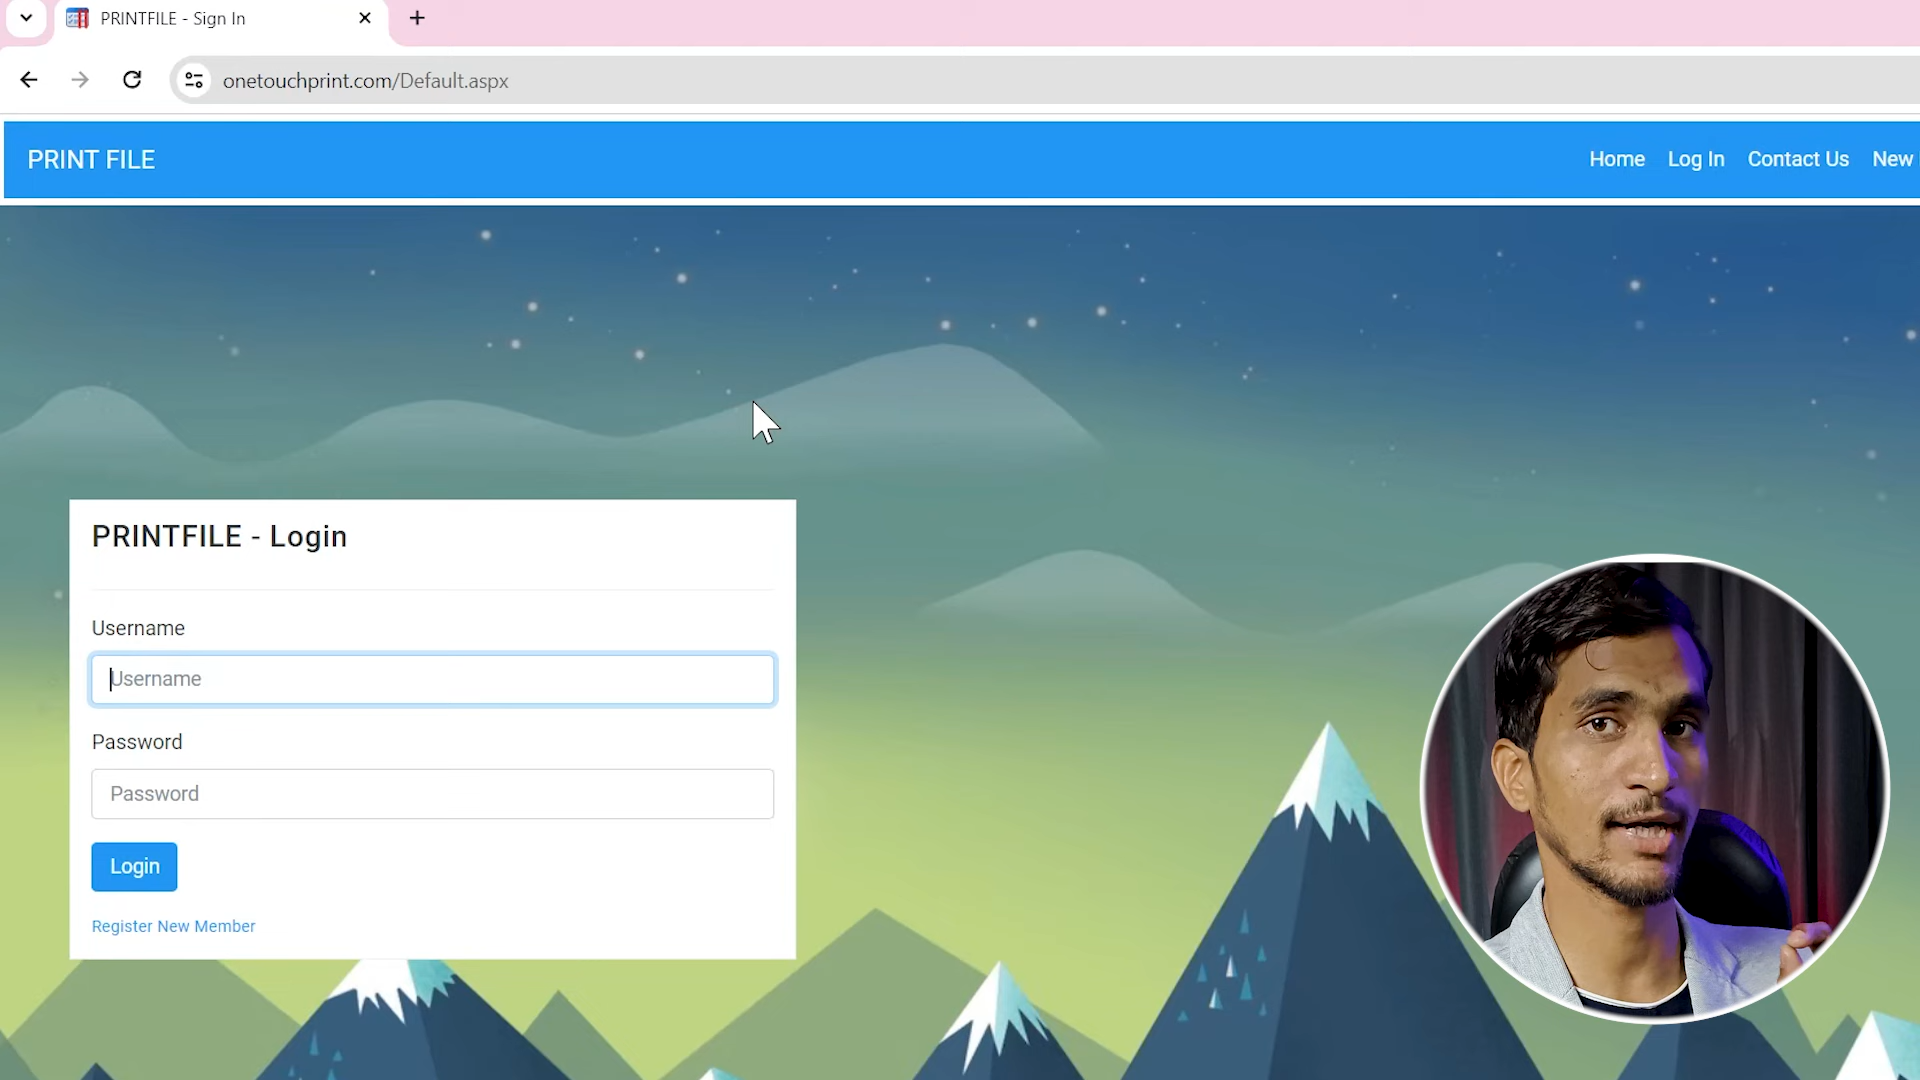 PRINTFILE - Sign In
onetouchprint.com/Default.aspx
PRINT FILE
Home Log In Contact Us New
PRINTFILE - Login
Username
Username
Password
Password
Login
Register New Member